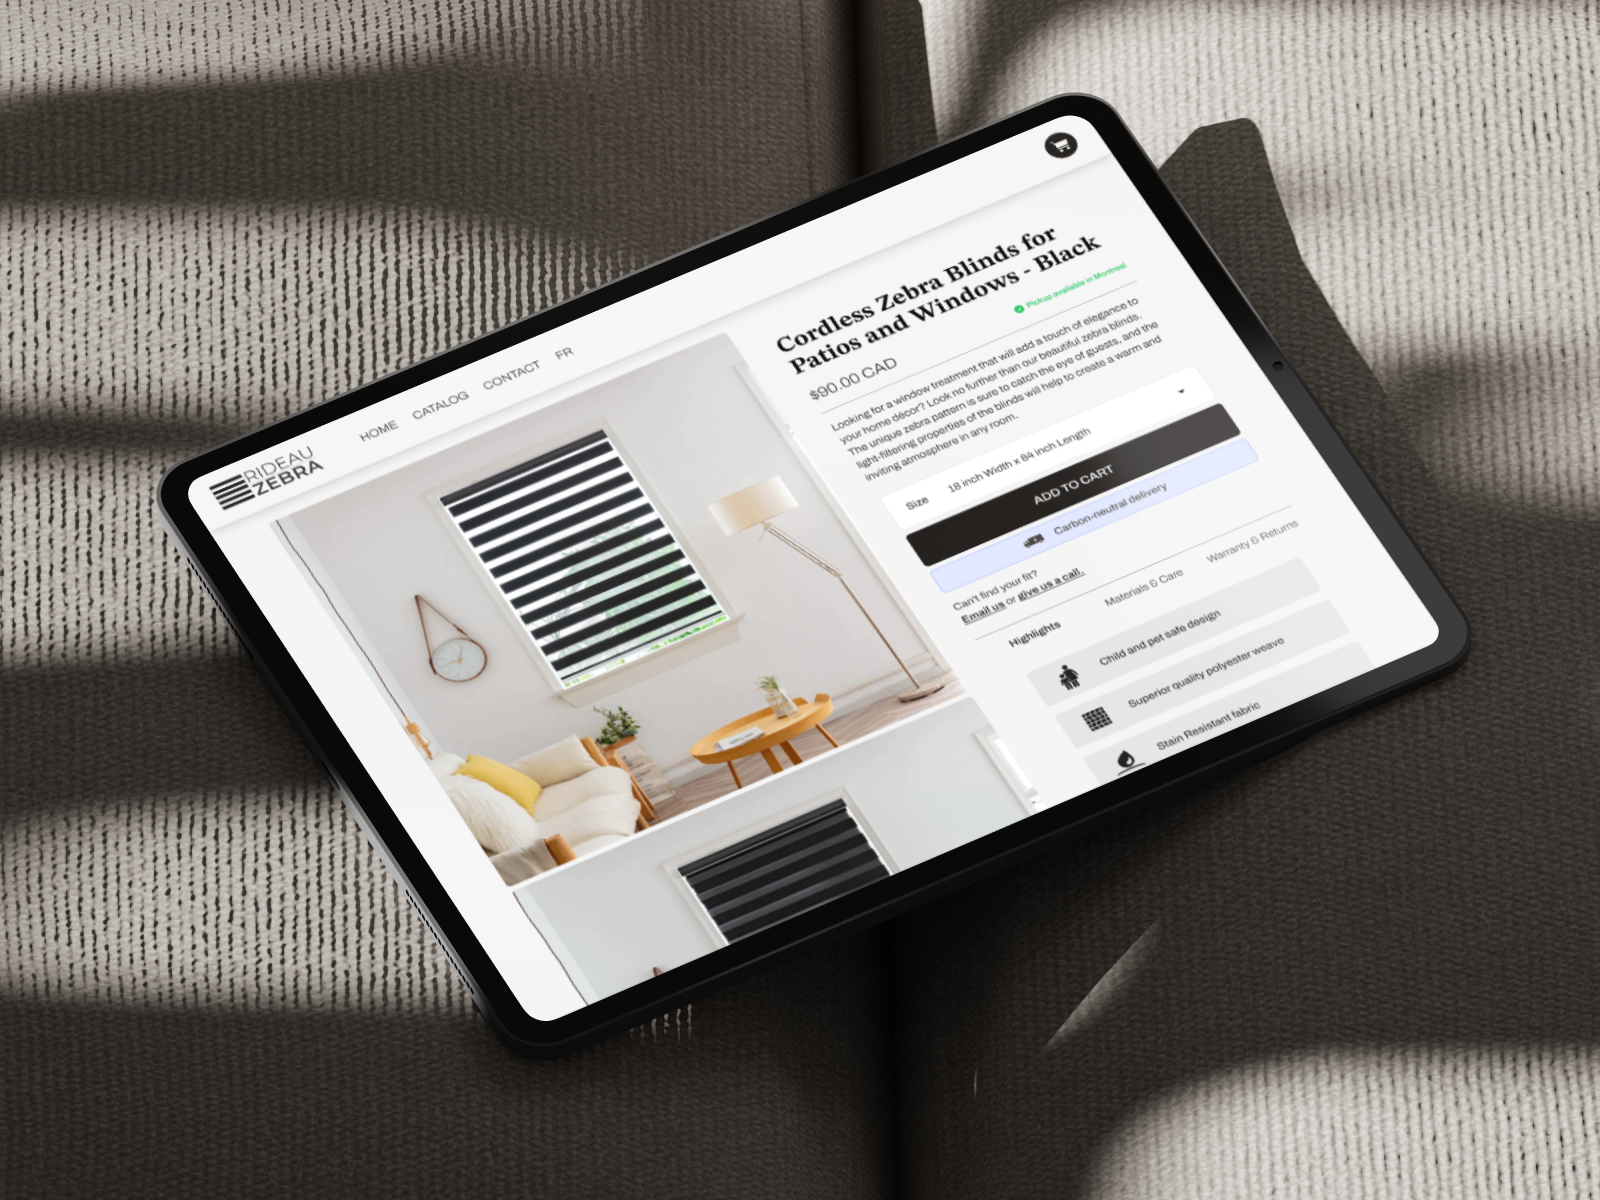 RIDEAU
ZEBRA
HOME CATALOG CONTACT FR
Cordless Zebra Blinds for
Patios and Windows - Black
$90.00 CAD
Pickup available in Montreal
Looking for a window treatment that will add a touch of elegance to
your home décor? Look no further than our beautiful zebra blinds.
The unique zebra pattern is sure to catch the eye of guests, and the
light-filtering properties of the blinds will help to create a warm and
inviting atmosphere in any room.
Size 18 inch Width x 64 inch Length
ADD TO CART
Carbon-neutral delivery
Can't find your fit?
Email us or give us a call.
Highlights Materials & Care Warranty & Returns
Child and pet safe design
Superior quality polyester weave
Stain Resistant fabric